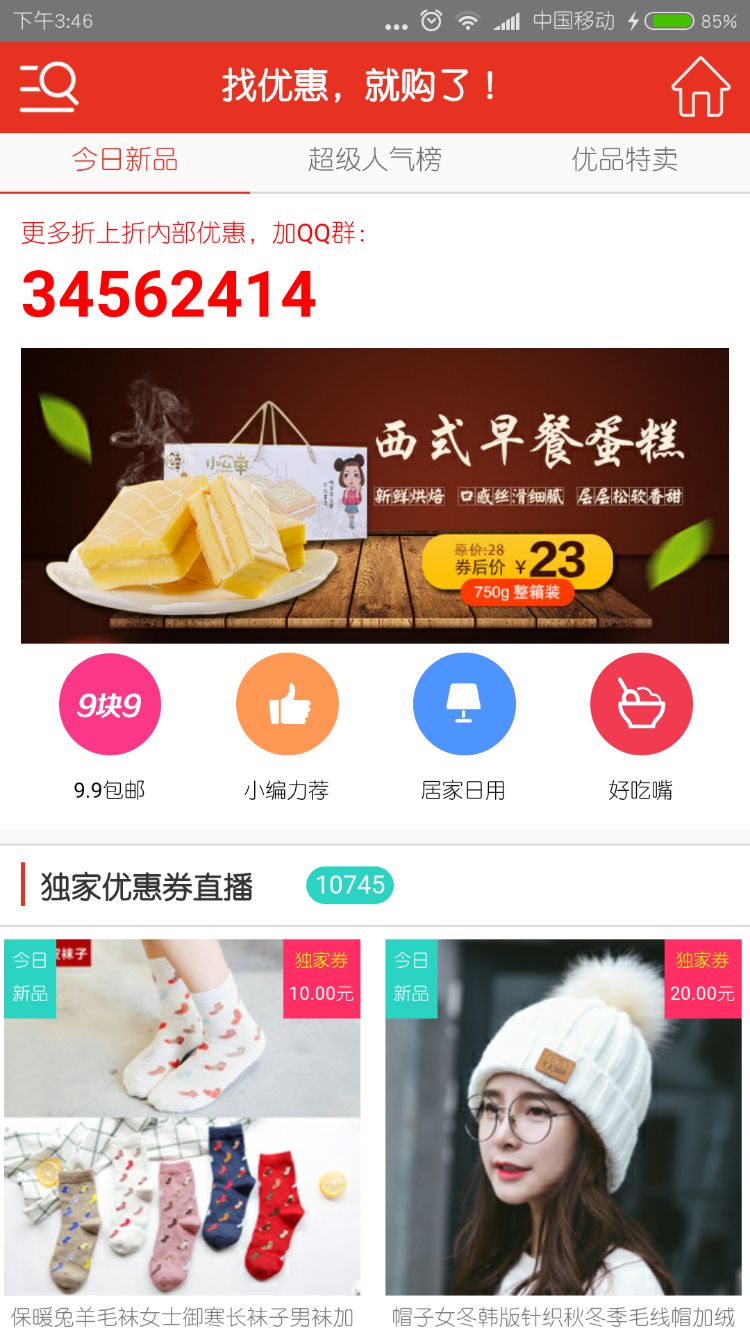 下午3:46
中国移动
85%
找优惠，就购了！
今日新品
超级人气榜
优品特卖
更多折上折内部优惠，加QQ群：
34562414
西式早餐蛋糕
新鲜烘焙 口感丝滑细腻 层层松软香甜
原价:28
券后价 ￥23
750g 整箱装
9块9
9.9包邮
小编力荐
居家日用
好吃嘴
独家优惠券直播
10745
今日
新品
袜子
独家券
10.00元
今日
新品
独家券
20.00元
保暖兔羊毛袜女士御寒长袜子男袜加
帽子女冬韩版针织秋冬季毛线帽加绒